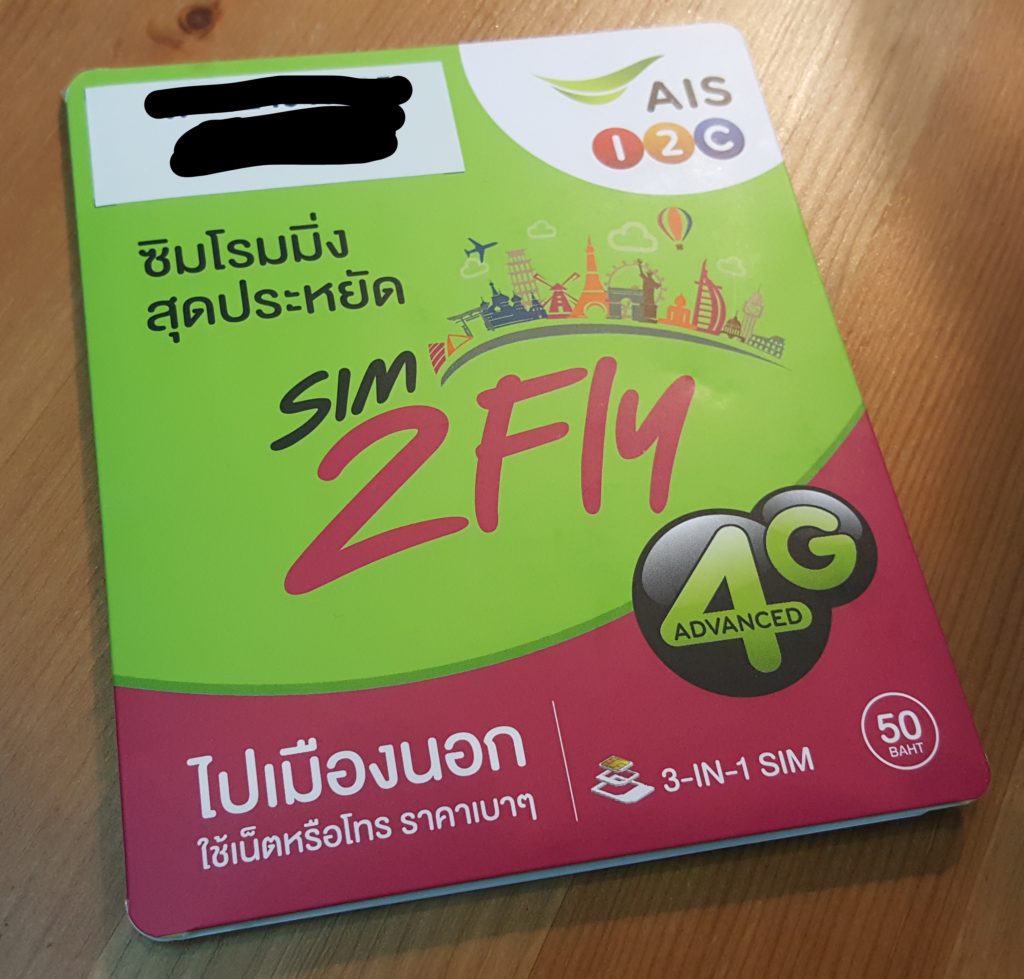 AIS
12C
ซิมโรมมิ่ง
สุดประหยัด
SIM
2Fly
4G
ADVANCED
ไปเมืองนอก
ใช้เน็ตหรือโทร ราคาเบาๆ
3-IN-1 SIM
50
BAHT